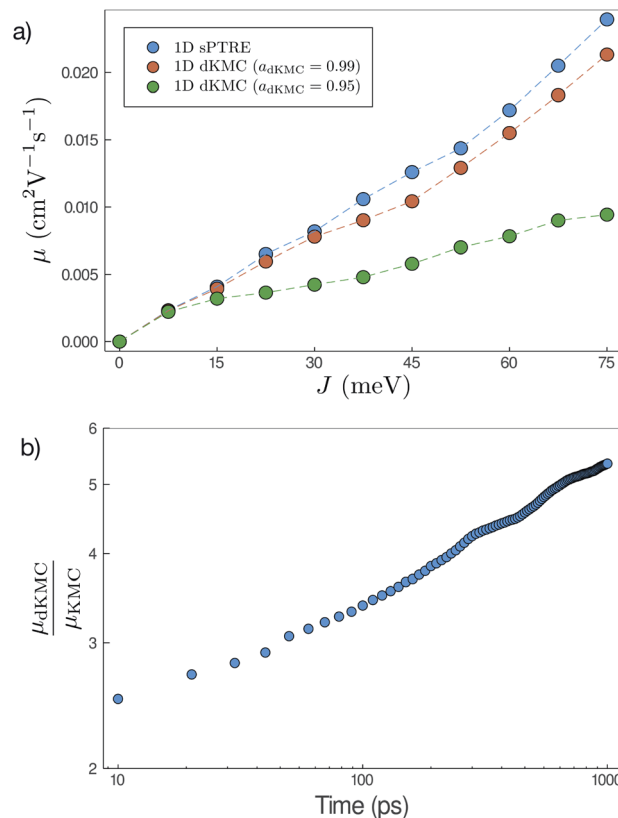 a)
1D sPTRE
1D dKMC (a_dKMC = 0.99)
1D dKMC (a_dKMC = 0.95)
μ (cm²V⁻¹s⁻¹)
0.020
0.015
0.010
0.005
0.000
0 15 30 45 60 75
J (meV)
b)
6
5
4
3
2
μdKMC
μKMC
10 100 1000
Time (ps)